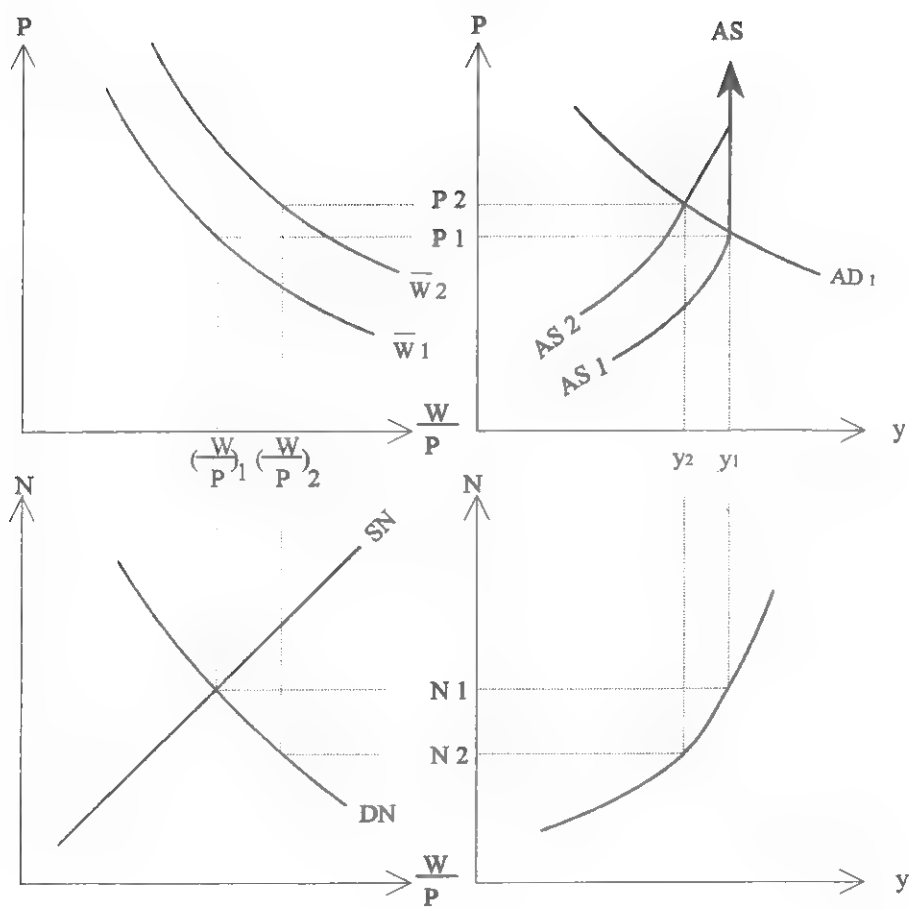 P
P
AS
P 2
P 1
W̅ 2
W̅ 1
AS 2
AS 1
AD 1
W
P
y
(W/P)1 (W/P)2
y2 y1
N
N
SN
N 1
N 2
DN
W
P
y